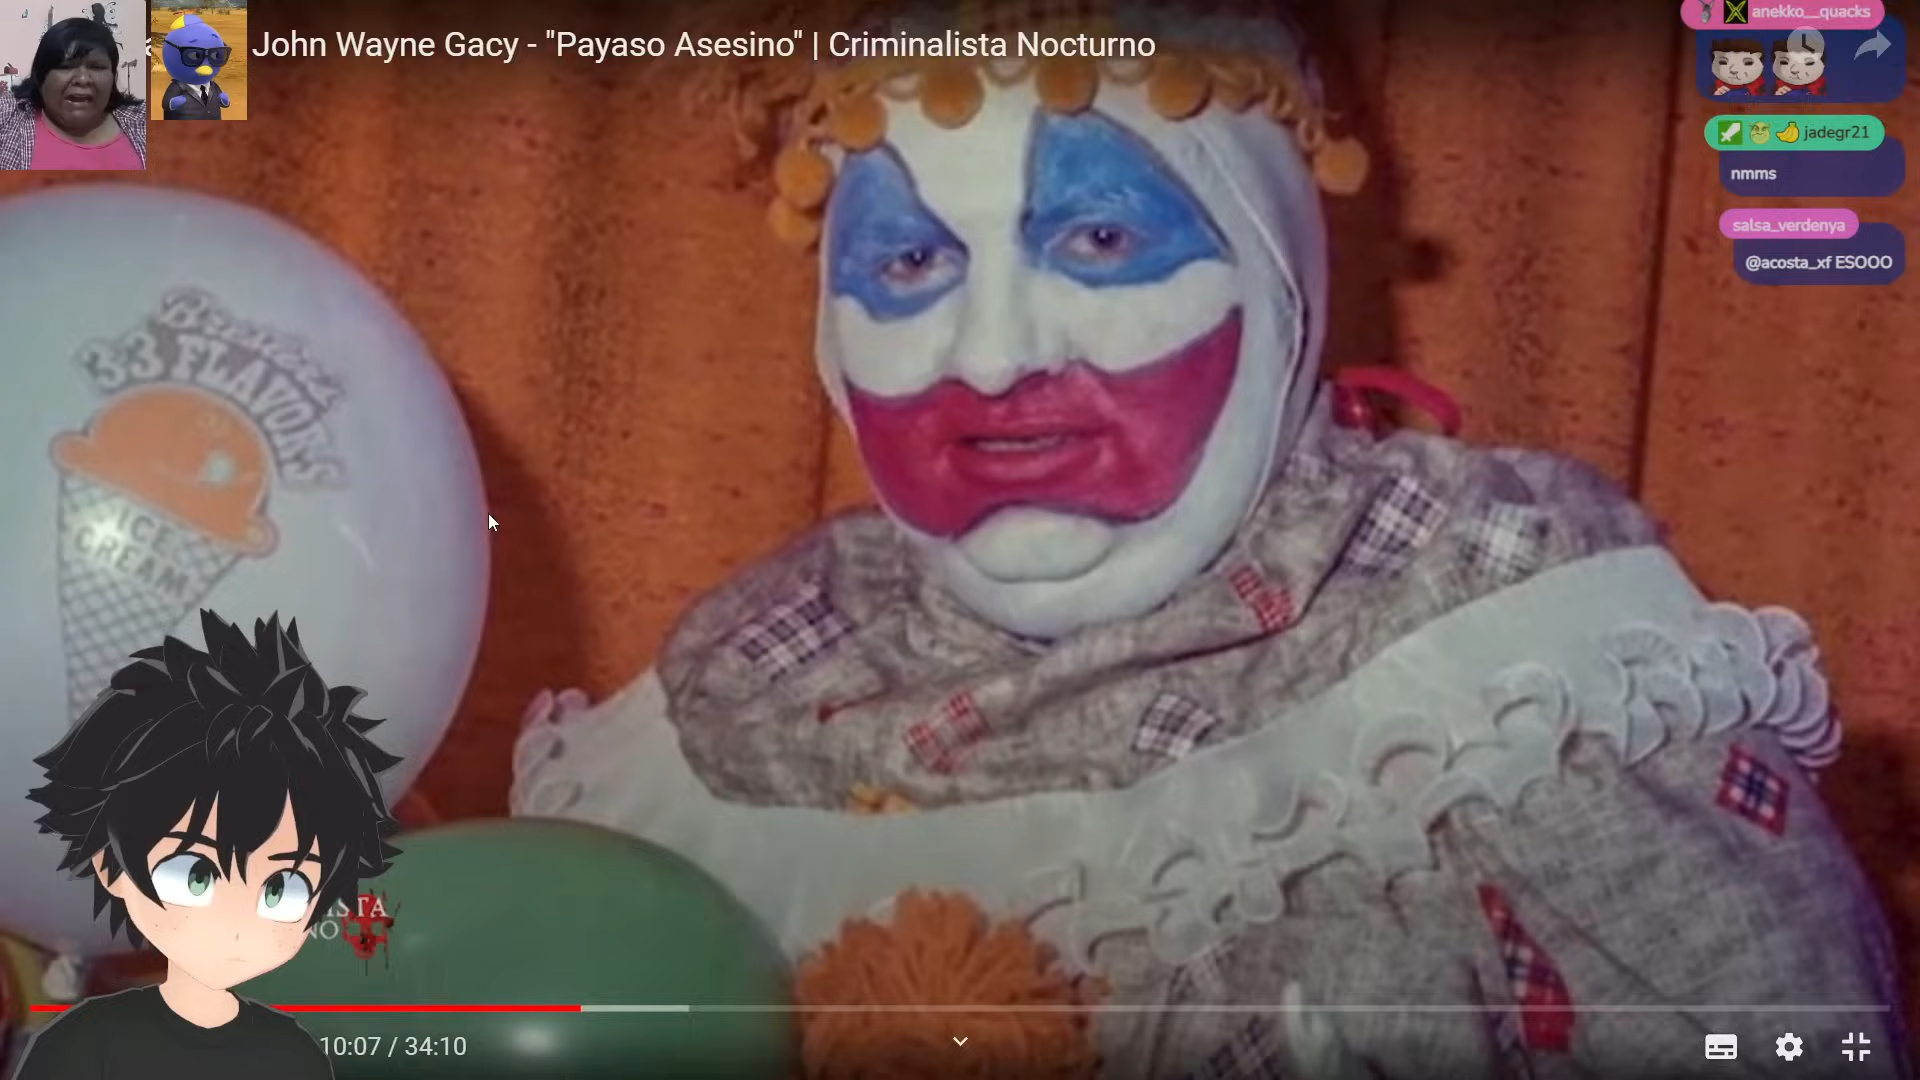 John Wayne Gacy - "Payaso Asesino" | Criminalista Nocturno
anekko__quacks
jadegr21
nmms
salsa_verdenya
@acosta_xf ESOOO
33 FLAVORS
ICE
CREAM
10:07 / 34:10